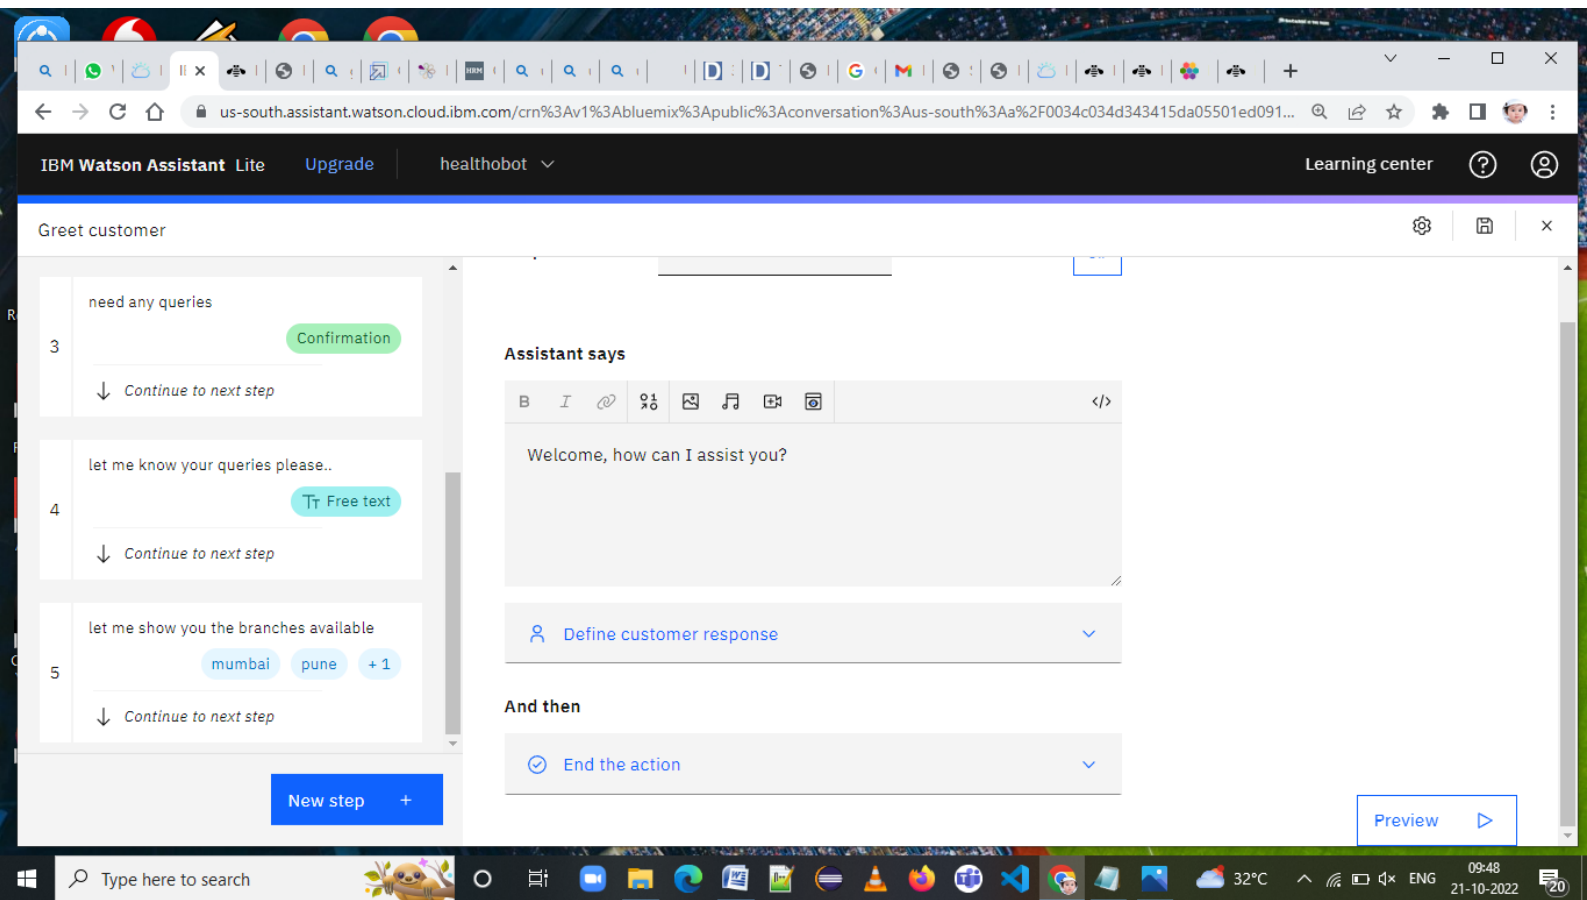 us-south.assistant.watson.cloud.ibm.com/crn%3Av1%3Abluemix%3Apublic%3Aconversation%3Aus-south%3Aa%2F0034c034d343415da05501ed091...
IBM Watson Assistant Lite Upgrade healthobot Learning center
Greet customer
3 need any queries
Confirmation
Continue to next step
4 let me know your queries please..
Free text
Continue to next step
5 let me show you the branches available
mumbai pune + 1
Continue to next step
New step +
Assistant says
B I </>
Welcome, how can I assist you?
Define customer response
And then
End the action
Preview
Type here to search
32°C ENG
09:48
21-10-2022
20